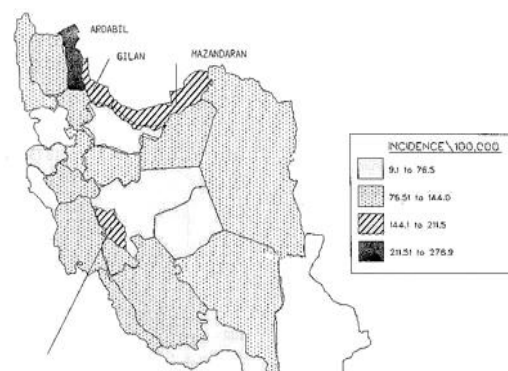 ARDABIL
GILAN
MAZANDARAN
INCIDENCE\100,000
9.1 to 76.5
76.51 to 144.0
144.1 to 211.5
211.51 to 276.9